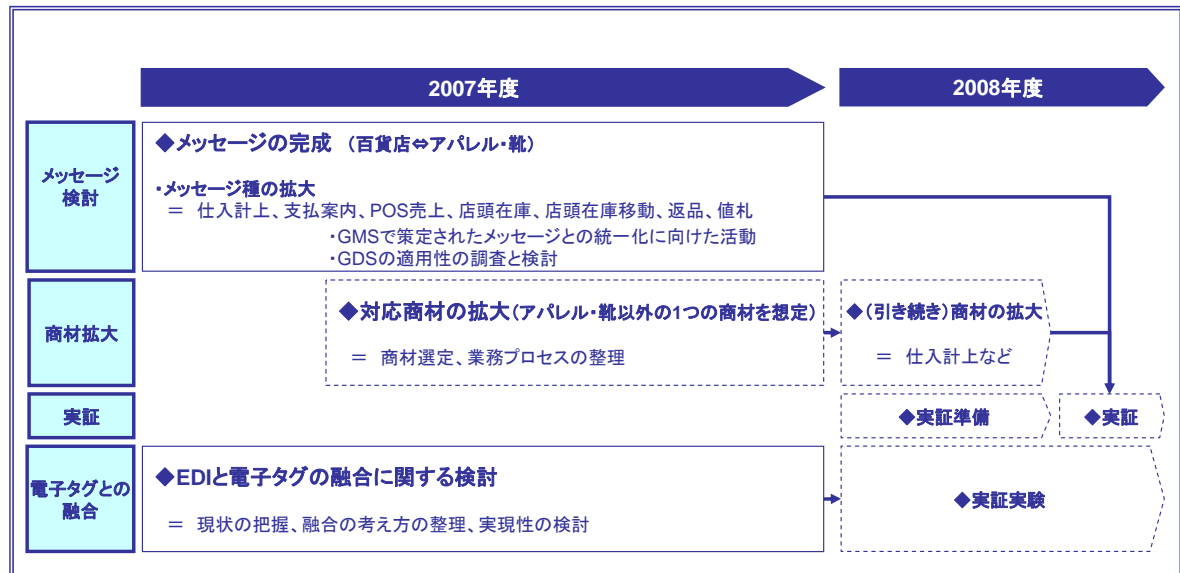 2007年度
2008年度
メッセージ
検討
◆メッセージの完成 （百貨店⇔アパレル・靴）
・メッセージ種の拡大
＝ 仕入計上、支払案内、POS売上、店頭在庫、店頭在庫移動、返品、値札
・GMSで策定されたメッセージとの統一化に向けた活動
・GDSの適用性の調査と検討
商材拡大
◆対応商材の拡大（アパレル・靴以外の1つの商材を想定）
＝ 商材選定、業務プロセスの整理
◆（引き続き）商材の拡大
＝ 仕入計上など
実証
◆実証準備
◆実証
電子タグとの
融合
◆EDIと電子タグの融合に関する検討
＝ 現状の把握、融合の考え方の整理、実現性の検討
◆実証実験